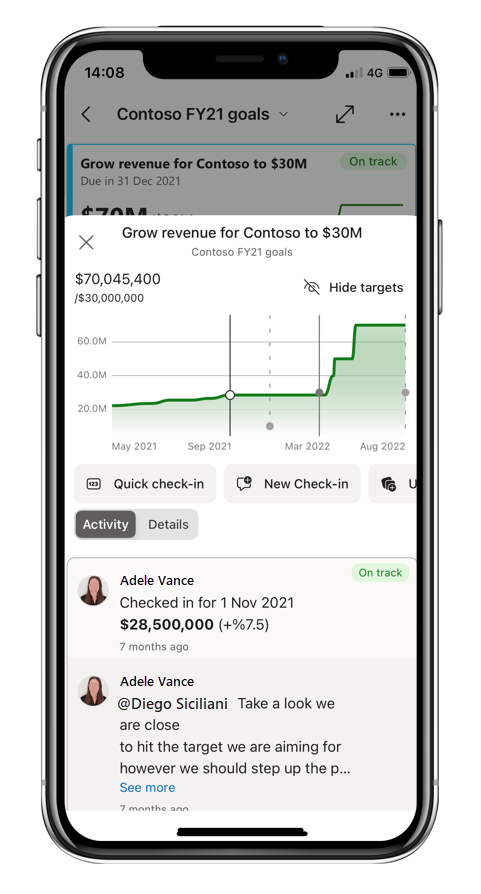 14:08
4G
Contoso FY21 goals
Grow revenue for Contoso to $30M
On track
Due in 31 Dec 2021
$70M
Grow revenue for Contoso to $30M
Contoso FY21 goals
$70,045,400
/$30,000,000
Hide targets
60.0M
40.0M
20.0M
May 2021 Sep 2021 Mar 2022 Aug 2022
123
Quick check-in
New Check-in
U
Activity
Details
On track
Adele Vance
Checked in for 1 Nov 2021
$28,500,000 (+%7.5)
7 months ago
Adele Vance
@Diego Siciliani Take a look we
are close
to hit the target we are aiming for
however we should step up the p...
See more
7 months ago